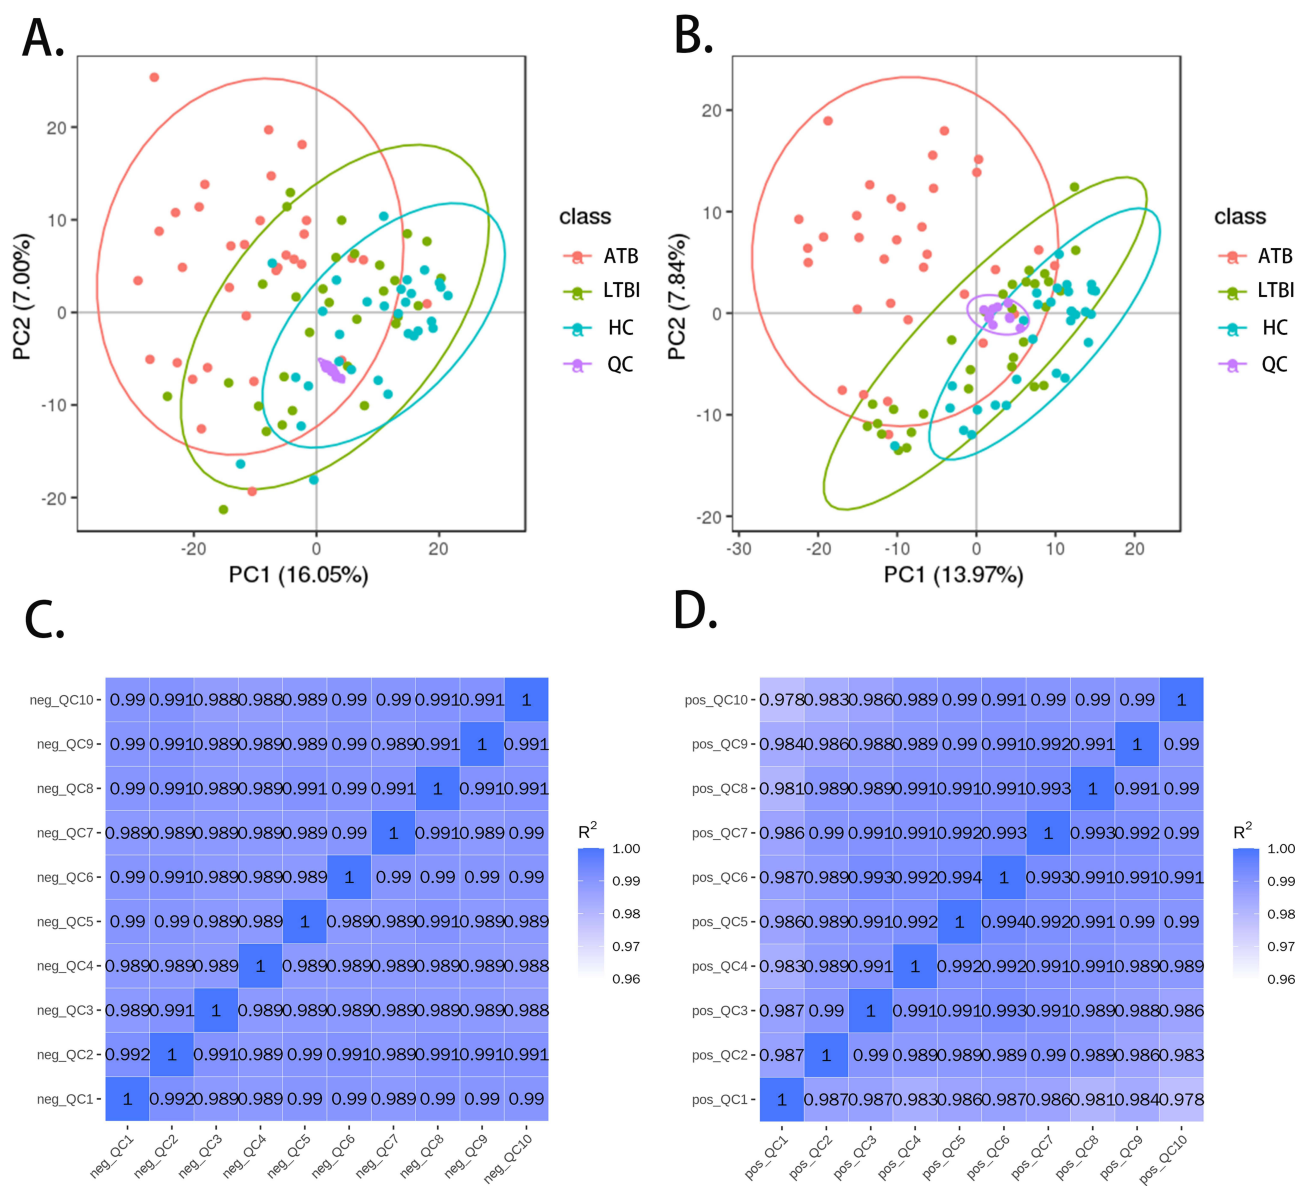 A.
20
10
0
-10
-20
-20
0
20
PC2 (7.00%)
PC1 (16.05%)
class
a ATB
a LTBI
a HC
a QC
B.
20
10
0
-10
-20
-30
-20
-10
0
10
20
PC2 (7.84%)
PC1 (13.97%)
class
a ATB
a LTBI
a HC
a QC
C.
neg_QC10 0.99 0.991 0.988 0.988 0.989 0.99 0.99 0.991 0.991 1
neg_QC9 0.99 0.991 0.989 0.989 0.989 0.99 0.989 0.991 1 0.991
neg_QC8 0.99 0.991 0.989 0.989 0.991 0.99 0.991 1 0.991 0.991
neg_QC7 0.989 0.989 0.989 0.989 0.989 0.99 1 0.991 0.989 0.99
neg_QC6 0.99 0.991 0.989 0.989 0.989 1 0.99 0.99 0.99 0.99
neg_QC5 0.99 0.99 0.989 0.989 1 0.989 0.989 0.991 0.989 0.989
neg_QC4 0.989 0.989 0.989 1 0.989 0.989 0.989 0.989 0.989 0.988
neg_QC3 0.989 0.991 1 0.989 0.989 0.989 0.989 0.989 0.989 0.988
neg_QC2 0.992 1 0.991 0.989 0.99 0.991 0.989 0.991 0.991 0.991
neg_QC1 1 0.992 0.989 0.989 0.99 0.99 0.989 0.99 0.99 0.99
neg_QC1 neg_QC2 neg_QC3 neg_QC4 neg_QC5 neg_QC6 neg_QC7 neg_QC8 neg_QC9 neg_QC10
R²
1.00
0.99
0.98
0.97
0.96
D.
pos_QC10 0.978 0.983 0.986 0.989 0.99 0.991 0.99 0.99 0.99 1
pos_QC9 0.984 0.986 0.988 0.989 0.99 0.991 0.992 0.991 1 0.99
pos_QC8 0.981 0.989 0.989 0.991 0.991 0.991 0.993 1 0.991 0.99
pos_QC7 0.986 0.99 0.991 0.991 0.992 0.993 1 0.993 0.992 0.99
pos_QC6 0.987 0.989 0.993 0.992 0.994 1 0.993 0.991 0.991 0.991
pos_QC5 0.986 0.989 0.991 0.992 1 0.994 0.992 0.991 0.99 0.99
pos_QC4 0.983 0.989 0.991 1 0.992 0.992 0.991 0.991 0.989 0.989
pos_QC3 0.987 0.99 1 0.991 0.991 0.993 0.991 0.989 0.988 0.986
pos_QC2 0.987 1 0.99 0.989 0.989 0.989 0.99 0.989 0.986 0.983
pos_QC1 1 0.987 0.987 0.983 0.986 0.987 0.986 0.981 0.984 0.978
pos_QC1 pos_QC2 pos_QC3 pos_QC4 pos_QC5 pos_QC6 pos_QC7 pos_QC8 pos_QC9 pos_QC10
R²
1.00
0.99
0.98
0.97
0.96